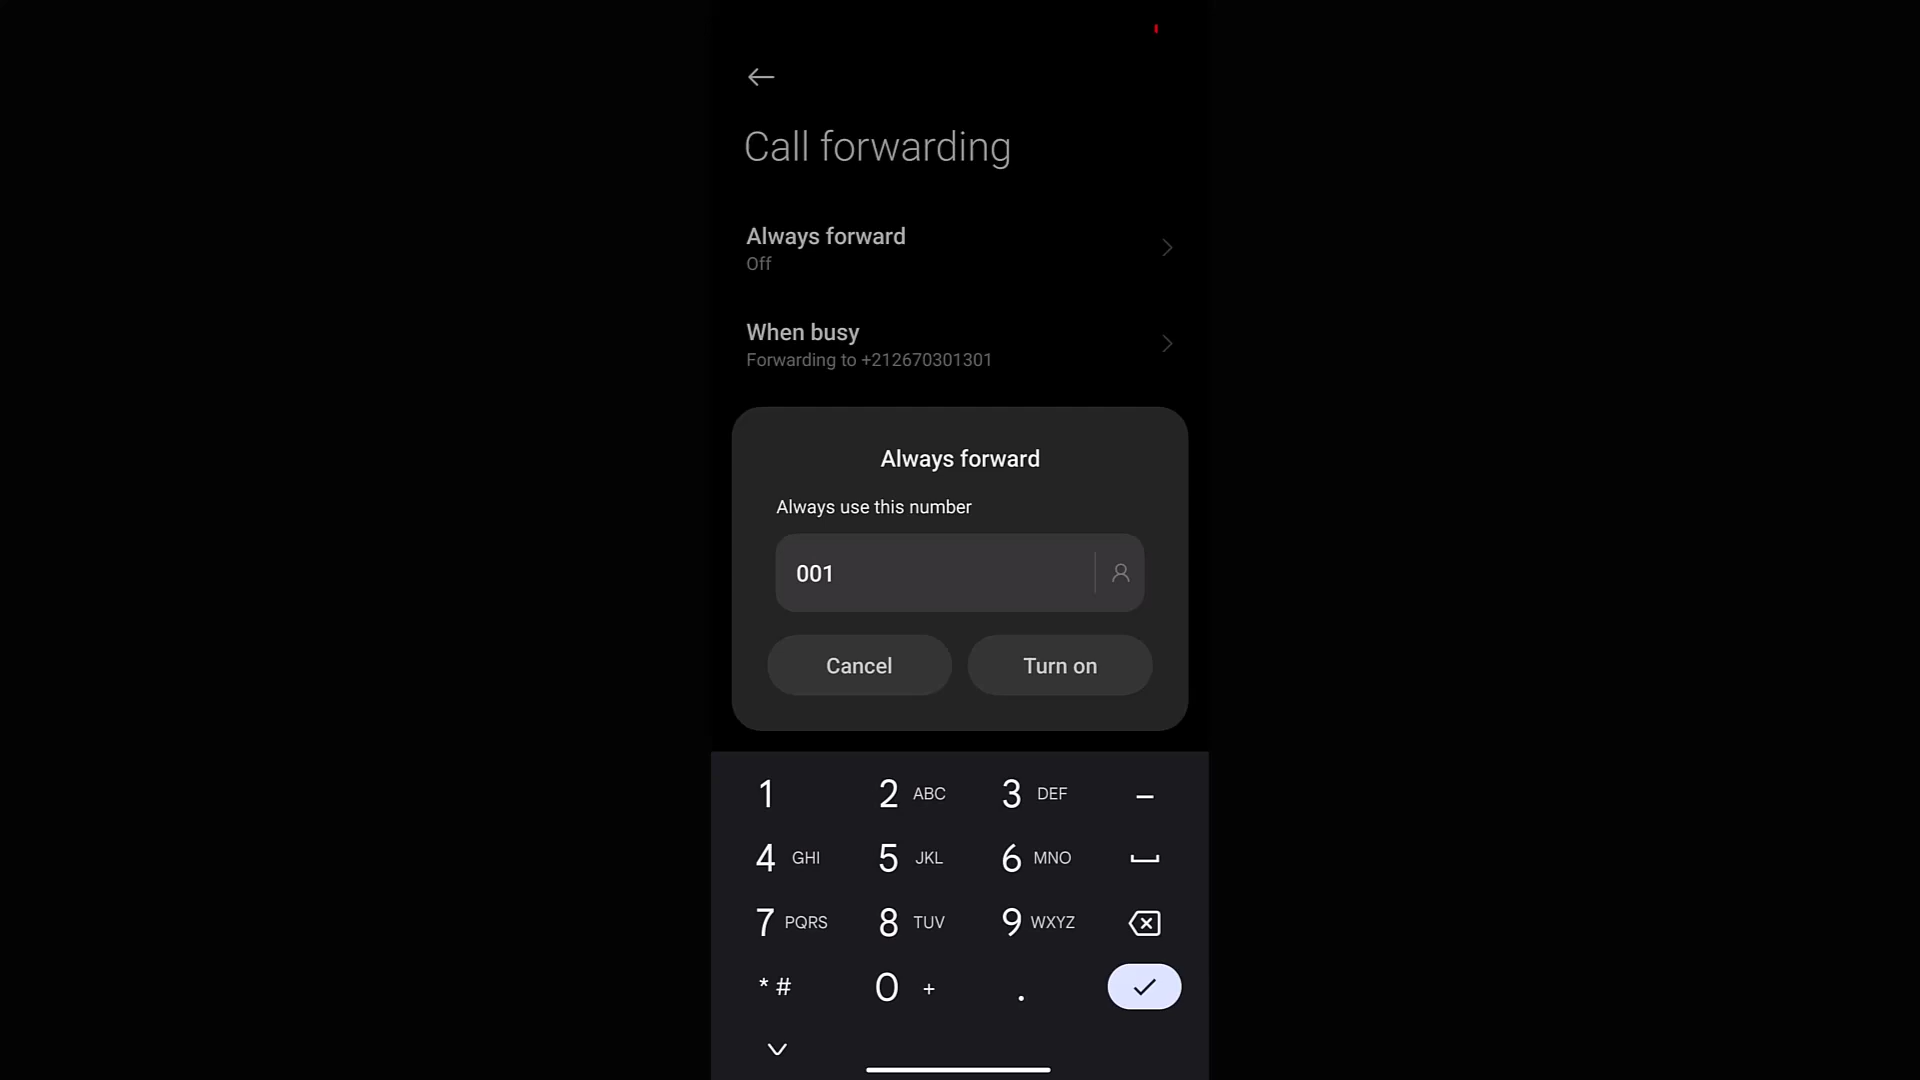 Call forwarding
Always forward
Off
When busy
Forwarding to +212670301301
Always forward
Always use this number
001
Cancel Turn on
1 2 ABC 3 DEF –
4 GHI 5 JKL 6 MNO
7 PQRS 8 TUV 9 WXYZ
* # 0 + .